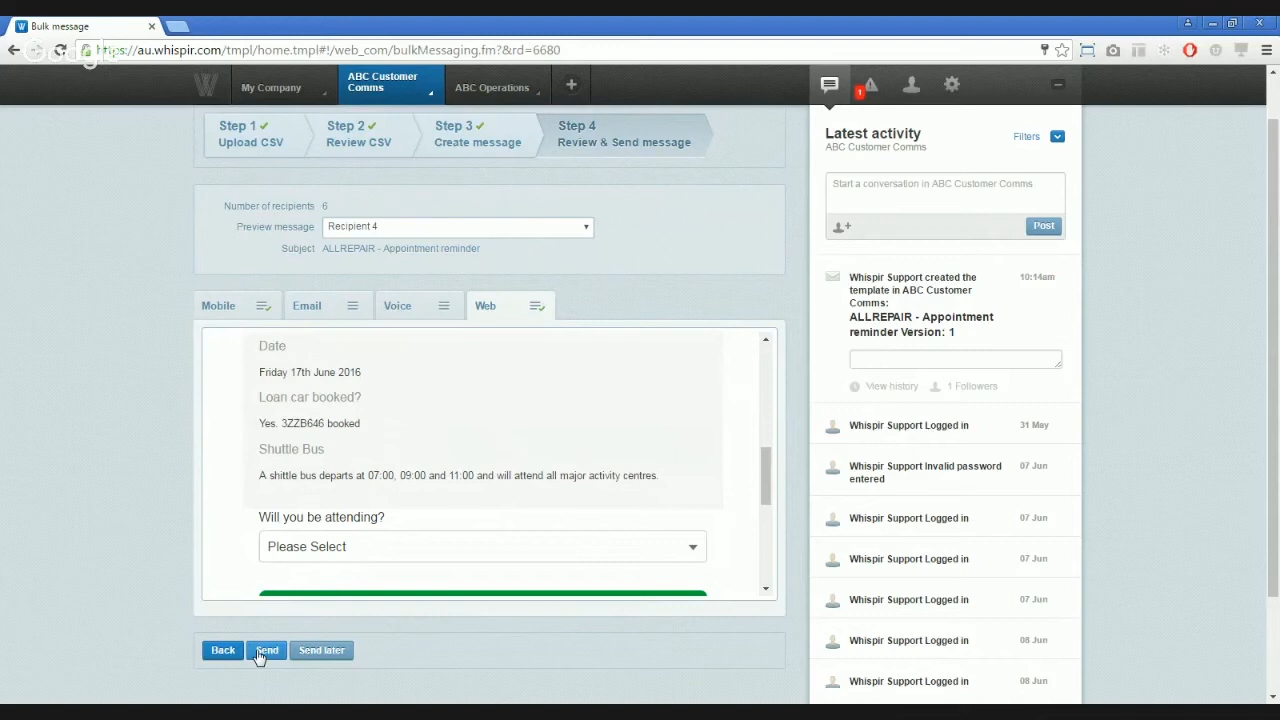 Bulk message
https://au.whispir.com/tmpl/home.tmpl#!/web_com/bulkMessaging.fm?&rd=6680
W
My Company
ABC Customer
Comms
ABC Operations
1
Step 1
Upload CSV
Step 2
Review CSV
Step 3
Create message
Step 4
Review & Send message
Number of recipients 6
Preview message Recipient 4
Subject ALLREPAIR - Appointment reminder
Mobile
Email
Voice
Web
Date
Friday 17th June 2016
Loan car booked?
Yes. 3ZZB646 booked
Shuttle Bus
A shittle bus departs at 07:00, 09:00 and 11:00 and will attend all major activity centres.
Will you be attending?
Please Select
Back
Send
Send later
Latest activity
ABC Customer Comms
Filters
Start a conversation in ABC Customer Comms
Post
Whispir Support created the
template in ABC Customer
Comms:
ALLREPAIR - Appointment
reminder Version: 1
10:14am
View history
1 Followers
Whispir Support Logged in 31 May
Whispir Support Invalid password
entered
07 Jun
Whispir Support Logged in 07 Jun
Whispir Support Logged in 07 Jun
Whispir Support Logged in 07 Jun
Whispir Support Logged in 08 Jun
Whispir Support Logged in 08 Jun